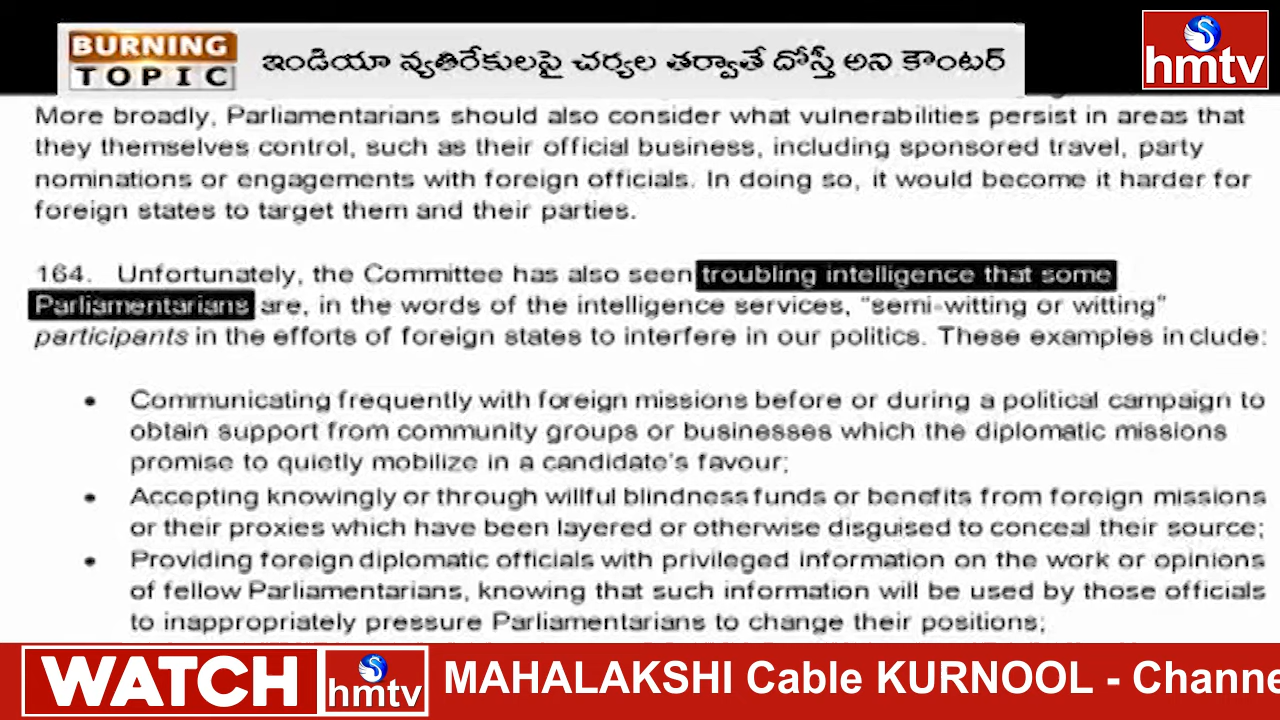 BURNING
TOPIC
ఇండియా వ్యతిరేకులపై చర్యల తర్వాతే దోస్తీ అని కౌంటర్
hmtv
More broadly, Parliamentarians should also consider what vulnerabilities persist in areas that
they themselves control, such as their official business, including sponsored travel, party
nominations or engagements with foreign officials. In doing so, it would become it harder for
foreign states to target them and their parties.
164. Unfortunately, the Committee has also seen troubling intelligence that some
Parliamentarians are, in the words of the intelligence services, “semi-witting or witting”
participants in the efforts of foreign states to interfere in our politics. These examples include:
• Communicating frequently with foreign missions before or during a political campaign to
obtain support from community groups or businesses which the diplomatic missions
promise to quietly mobilize in a candidate's favour;
• Accepting knowingly or through willful blindness funds or benefits from foreign missions
or their proxies which have been layered or otherwise disguised to conceal their source;
• Providing foreign diplomatic officials with privileged information on the work or opinions
of fellow Parliamentarians, knowing that such information will be used by those officials
to inappropriately pressure Parliamentarians to change their positions;
WATCH hmtv MAHALAKSHI Cable KURNOOL - Channe